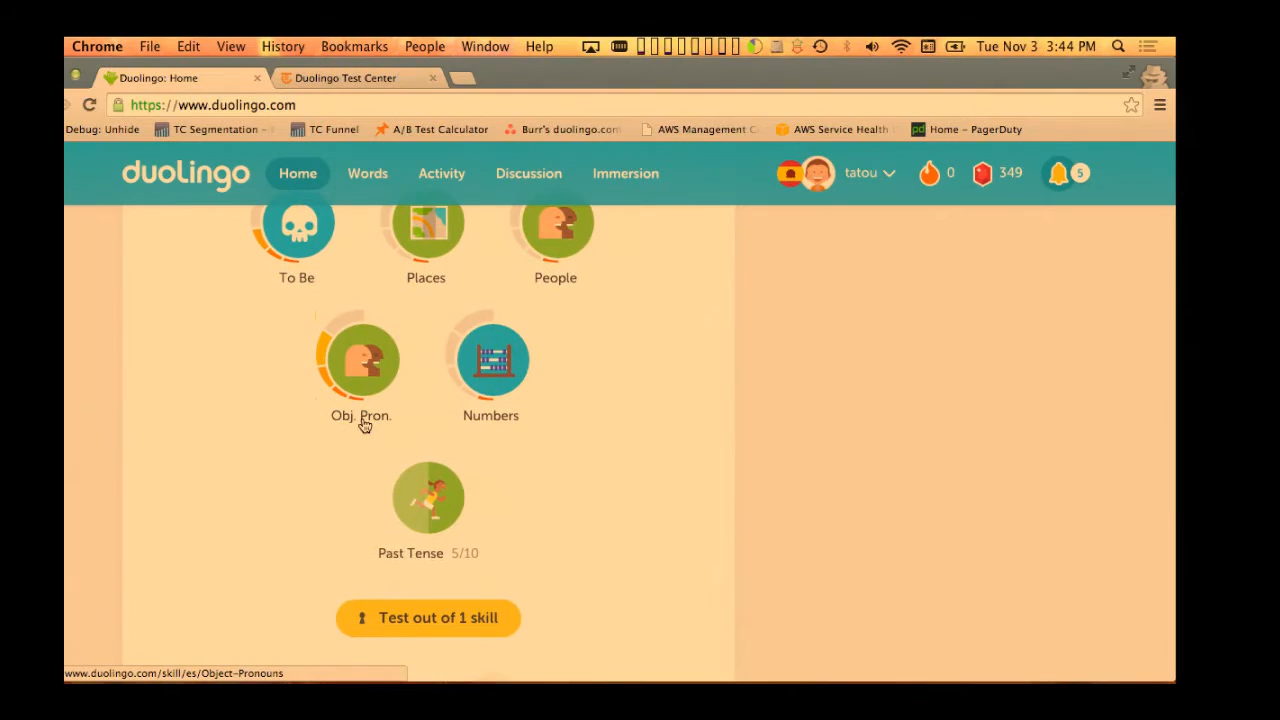 Chrome File Edit View History Bookmarks People Window Help Tue Nov 3 3:44 PM
Duolingo: Home Duolingo Test Center
https://www.duolingo.com
Debug: Unhide TC Segmentation – TC Funnel A/B Test Calculator Burr's duolingo.com AWS Management C AWS Service Health Home – PagerDuty
duolingo Home Words Activity Discussion Immersion tatou 0 349 5
To Be Places People
Obj. Pron. Numbers
Past Tense 5/10
Test out of 1 skill
www.duolingo.com/skill/es/Object-Pronouns